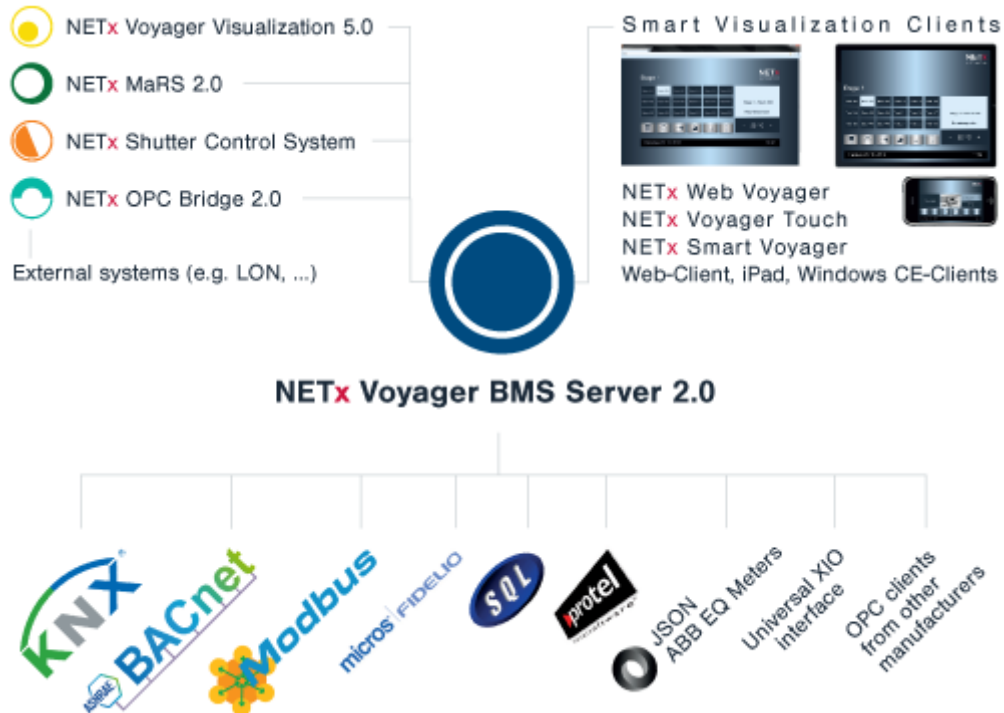 NETx Voyager Visualization 5.0
NETx MaRS 2.0
NETx Shutter Control System
NETx OPC Bridge 2.0
External systems (e.g. LON, ...)
Smart Visualization Clients
NETx Web Voyager
NETx Voyager Touch
NETx Smart Voyager
Web-Client, iPad, Windows CE-Clients
NETx Voyager BMS Server 2.0
KNX®
ASHRAE BACnet
Modbus
micros FIDELIO
SQL
protel
JSON
ABB EQ Meters
Universal XIO
interface
OPC clients
from other
manufacturers